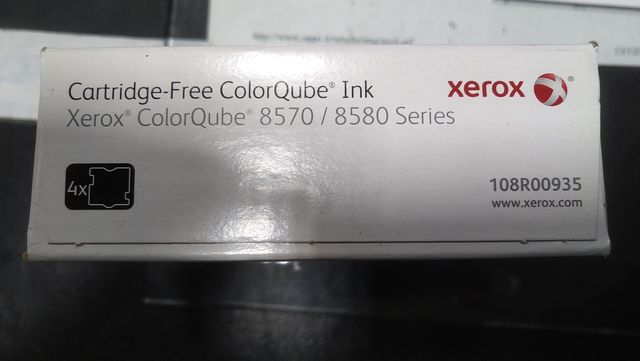 Cartridge-Free ColorQube® Ink
Xerox® ColorQube® 8570 / 8580 Series
xerox ®
4x
108R00935
www.xerox.com